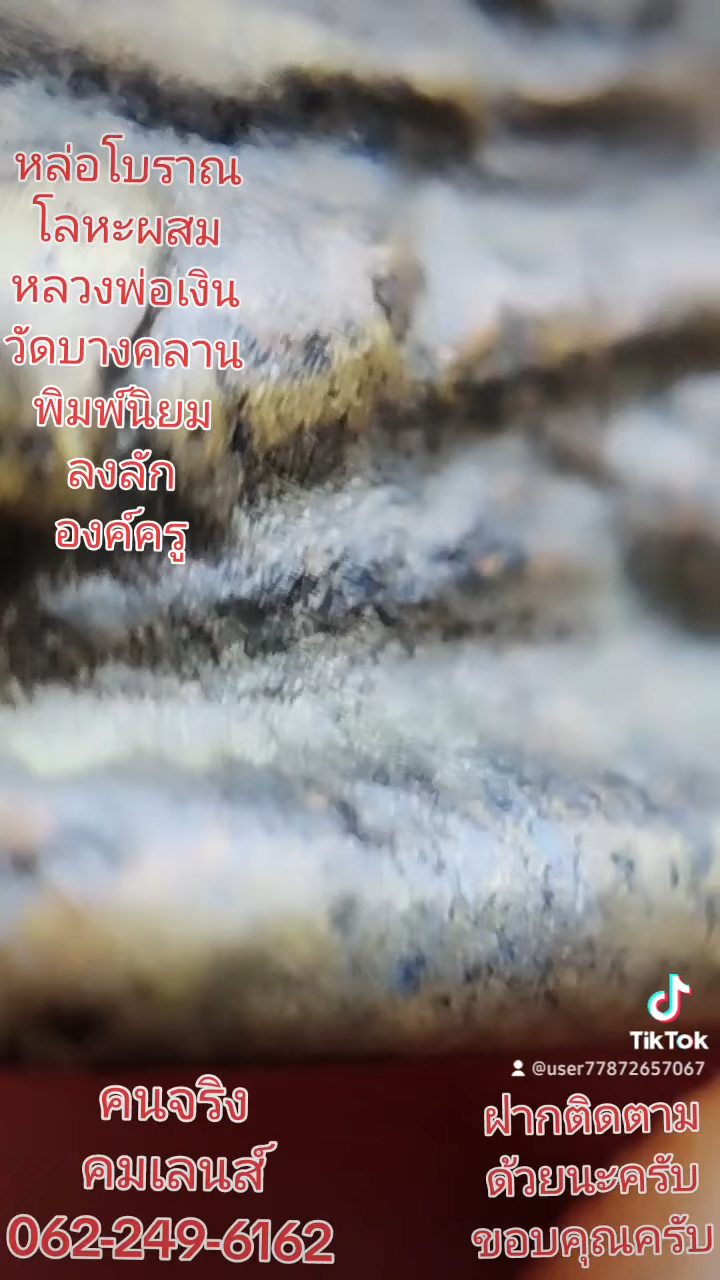 หล่อโบราณ
โลหะผสม
หลวงพ่อเงิน
วัดบางคลาน
พิมพ์นิยม
ลงลัก
องค์ครู
TikTok
@user77872657067
คนจริง
คมเลนส์
062-249-6162
ฝากติดตาม
ด้วยนะครับ
ขอบคุณครับ